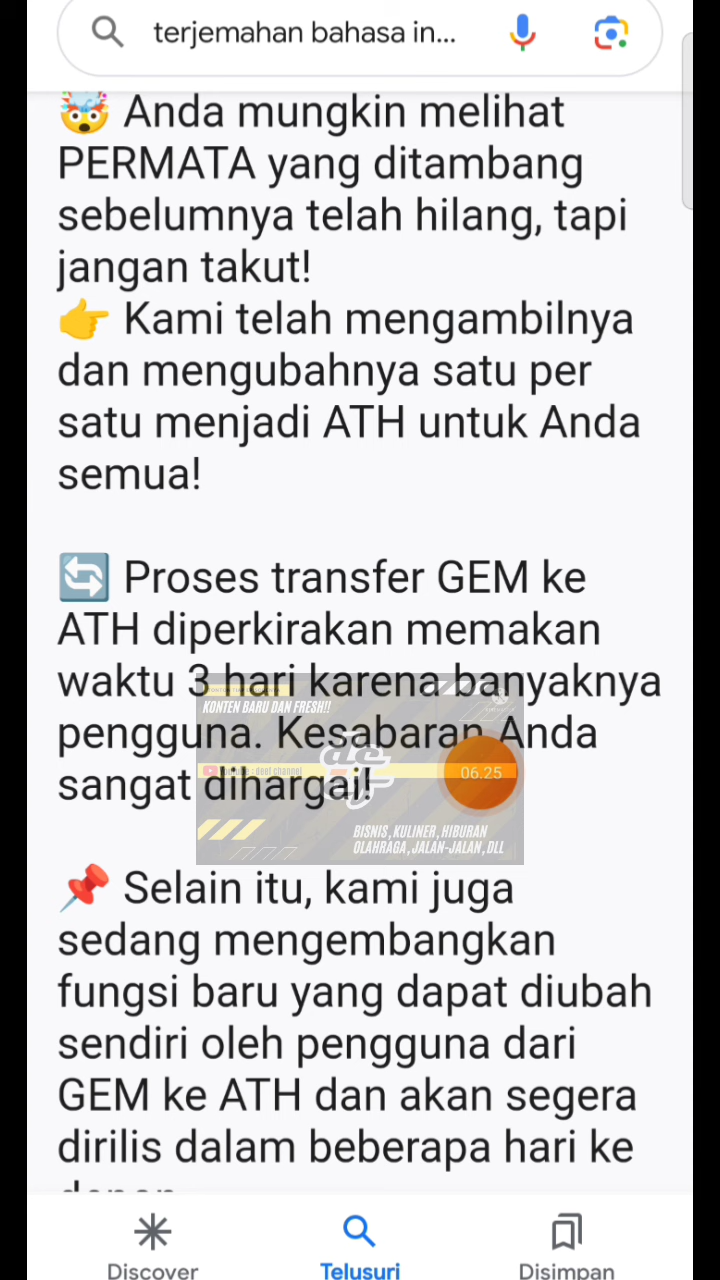 terjemahan bahasa in...
🤯 Anda mungkin melihat
PERMATA yang ditambang
sebelumnya telah hilang, tapi
jangan takut!
👉 Kami telah mengambilnya
dan mengubahnya satu per
satu menjadi ATH untuk Anda
semua!
🔄 Proses transfer GEM ke
ATH diperkirakan memakan
waktu 3 hari karena banyaknya
KONTEN BARU DAN FRESH!!
pengguna. Kesabaran Anda
sangat dihargai!
Youtube : deni channel
06.25
BISNIS, KULINER, HIBURAN
OLAHRAGA, JALAN-JALAN, DLL
📌 Selain itu, kami juga
sedang mengembangkan
fungsi baru yang dapat diubah
sendiri oleh pengguna dari
GEM ke ATH dan akan segera
dirilis dalam beberapa hari ke
Discover
Telusuri
Disimpan